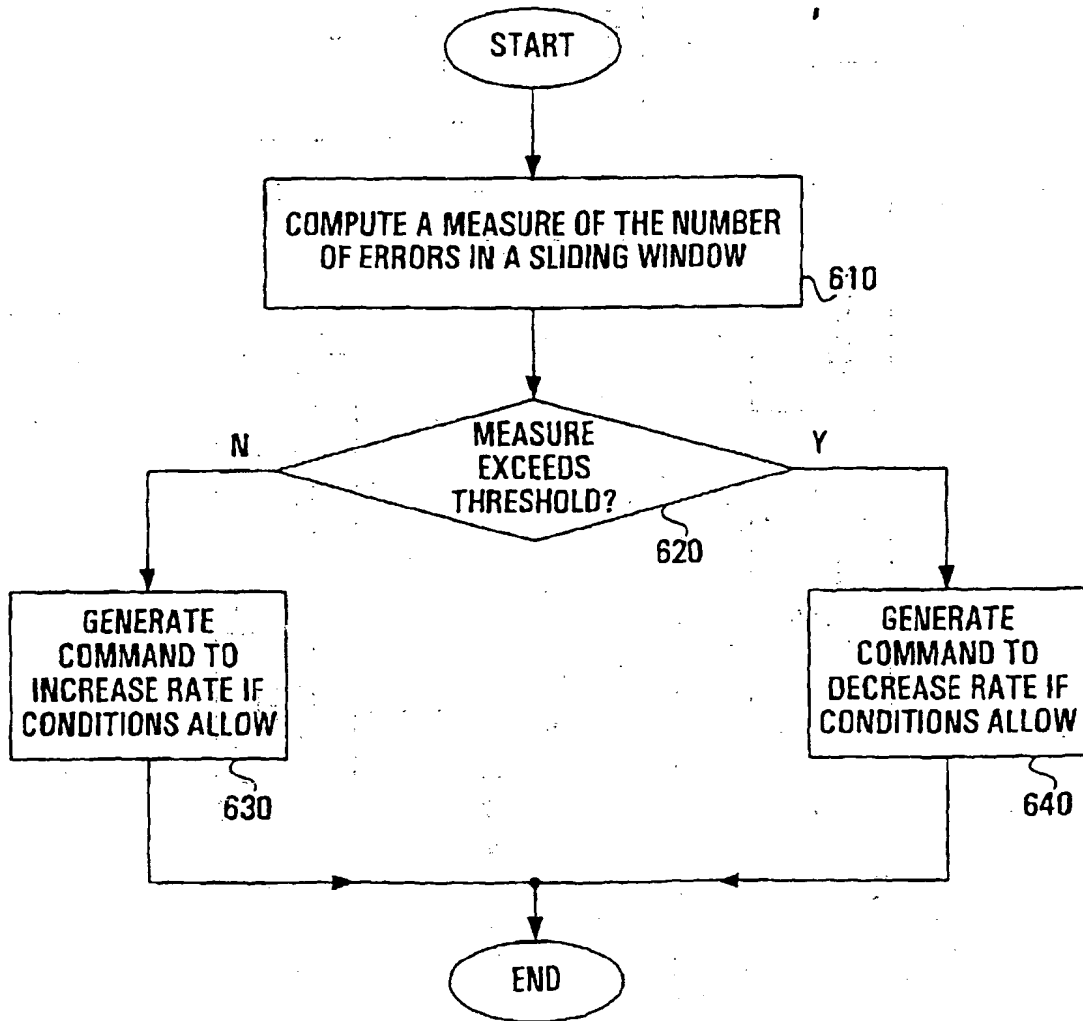 START
COMPUTE A MEASURE OF THE NUMBER
OF ERRORS IN A SLIDING WINDOW
610
N
MEASURE
EXCEEDS
THRESHOLD?
Y
620
GENERATE
COMMAND TO
INCREASE RATE IF
CONDITIONS ALLOW
630
GENERATE
COMMAND TO
DECREASE RATE IF
CONDITIONS ALLOW
640
END